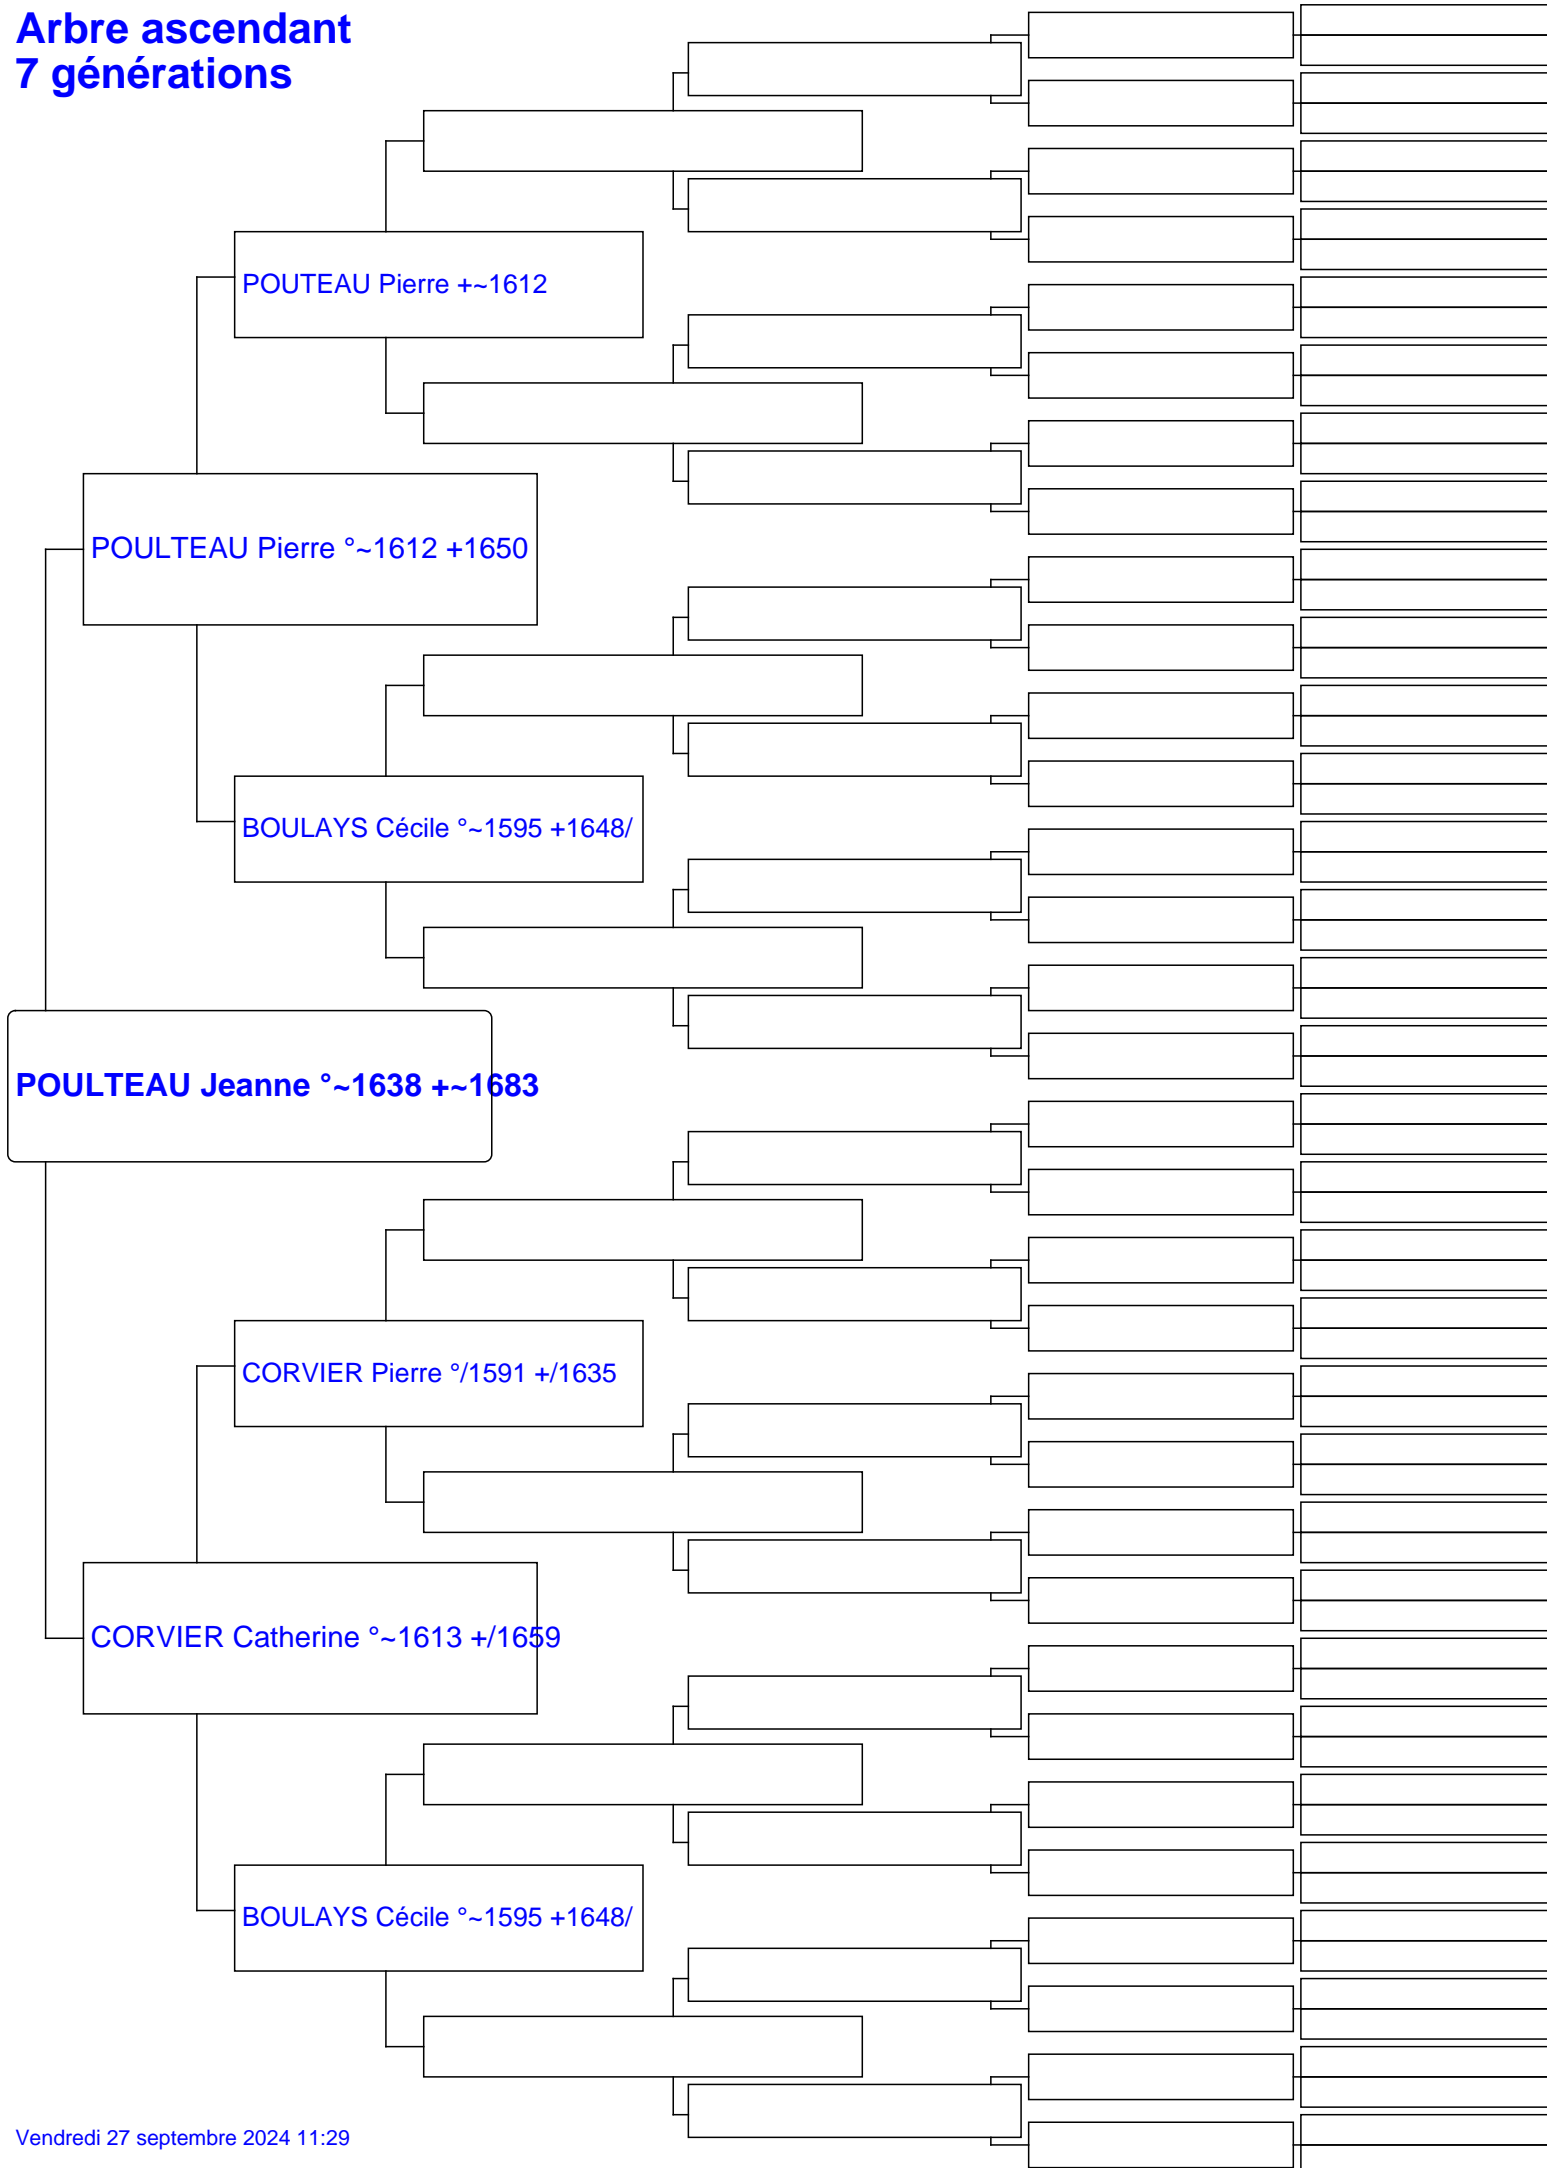 Arbre ascendant
7 générations
POUTEAU Pierre +~1612
POULTEAU Pierre °~1612 +1650
BOULAYS Cécile °~1595 +1648/
POULTEAU Jeanne °~1638 +~1683
CORVIER Pierre °/1591 +/1635
CORVIER Catherine °~1613 +/1659
BOULAYS Cécile °~1595 +1648/
Vendredi 27 septembre 2024 11:29